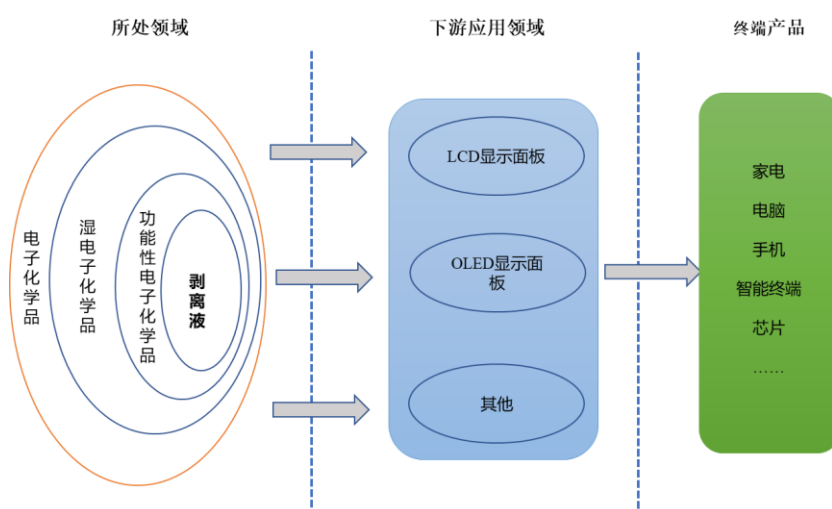 所处领域
下游应用领域
终端产品
电子化学品
湿电子化学品
功能性电子化学品
剥离液
LCD显示面板
OLED显示面
板
其他
家电
电脑
手机
智能终端
芯片
……